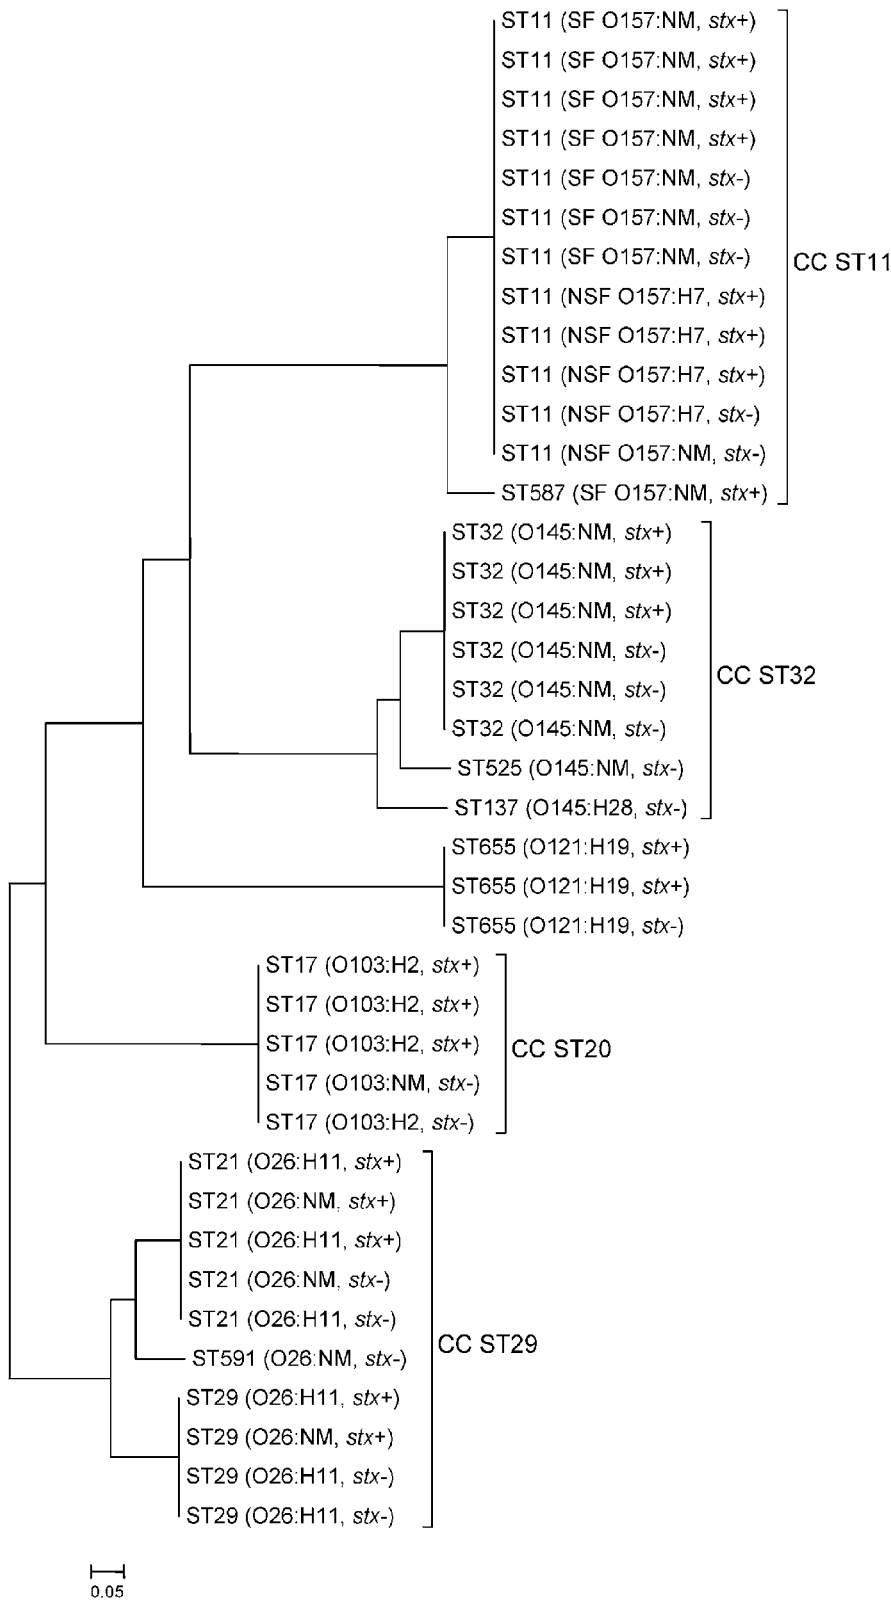 ST11 (SF O157:NM, stx+)
ST11 (SF O157:NM, stx+)
ST11 (SF O157:NM, stx+)
ST11 (SF O157:NM, stx+)
ST11 (SF O157:NM, stx-)
ST11 (SF O157:NM, stx-)
ST11 (SF O157:NM, stx-)
CC ST11
ST11 (NSF O157:H7, stx+)
ST11 (NSF O157:H7, stx+)
ST11 (NSF O157:H7, stx+)
ST11 (NSF O157:H7, stx-)
ST11 (NSF O157:NM, stx-)
ST587 (SF O157:NM, stx+)
ST32 (O145:NM, stx+)
ST32 (O145:NM, stx+)
ST32 (O145:NM, stx+)
ST32 (O145:NM, stx-)
CC ST32
ST32 (O145:NM, stx-)
ST32 (O145:NM, stx-)
ST525 (O145:NM, stx-)
ST137 (O145:H28, stx-)
ST655 (O121:H19, stx+)
ST655 (O121:H19, stx+)
ST655 (O121:H19, stx-)
ST17 (O103:H2, stx+)
ST17 (O103:H2, stx+)
ST17 (O103:H2, stx+)
CC ST20
ST17 (O103:NM, stx-)
ST17 (O103:H2, stx-)
ST21 (O26:H11, stx+)
ST21 (O26:NM, stx+)
ST21 (O26:H11, stx+)
ST21 (O26:NM, stx-)
ST21 (O26:H11, stx-)
CC ST29
ST591 (O26:NM, stx-)
ST29 (O26:H11, stx+)
ST29 (O26:NM, stx+)
ST29 (O26:H11, stx-)
ST29 (O26:H11, stx-)
0.05